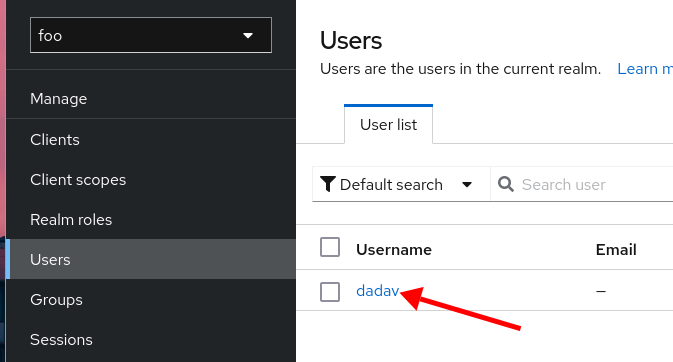 foo
Manage
Clients
Client scopes
Realm roles
Users
Groups
Sessions
Users
Users are the users in the current realm. Learn m
User list
Default search Search user
Username Email
dadav –